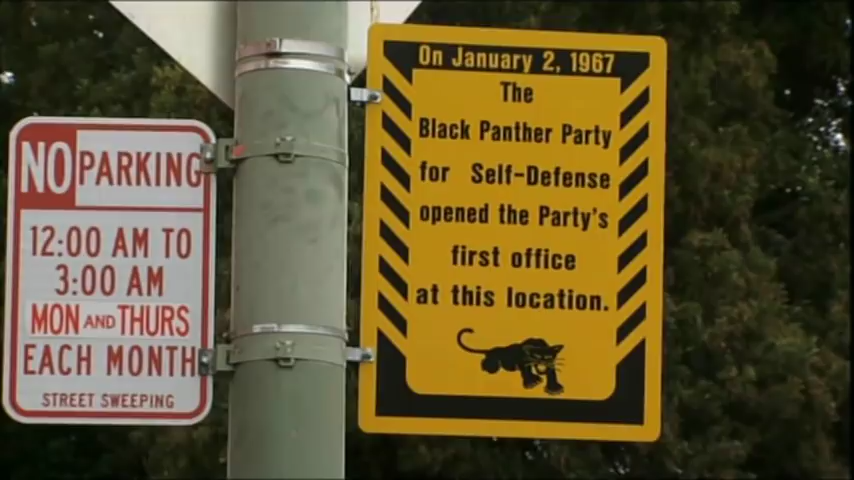 NO PARKING
12:00 AM TO
3:00 AM
MON AND THURS
EACH MONTH
STREET SWEEPING
On January 2, 1967
The
Black Panther Party
for Self-Defense
opened the Party's
first office
at this location.